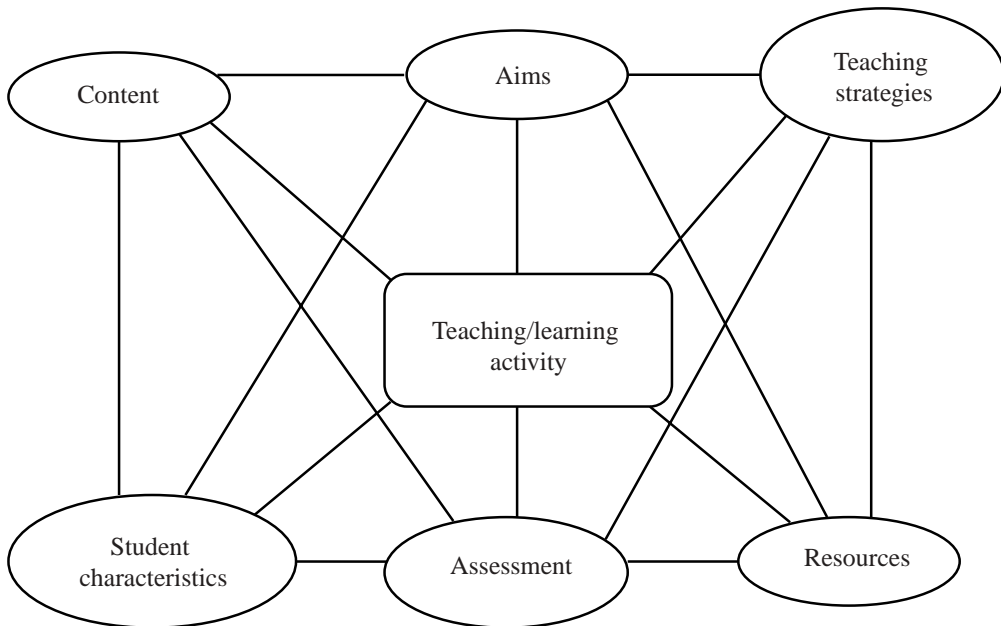 Content
Aims
Teaching
strategies
Teaching/learning
activity
Student
characteristics
Assessment
Resources